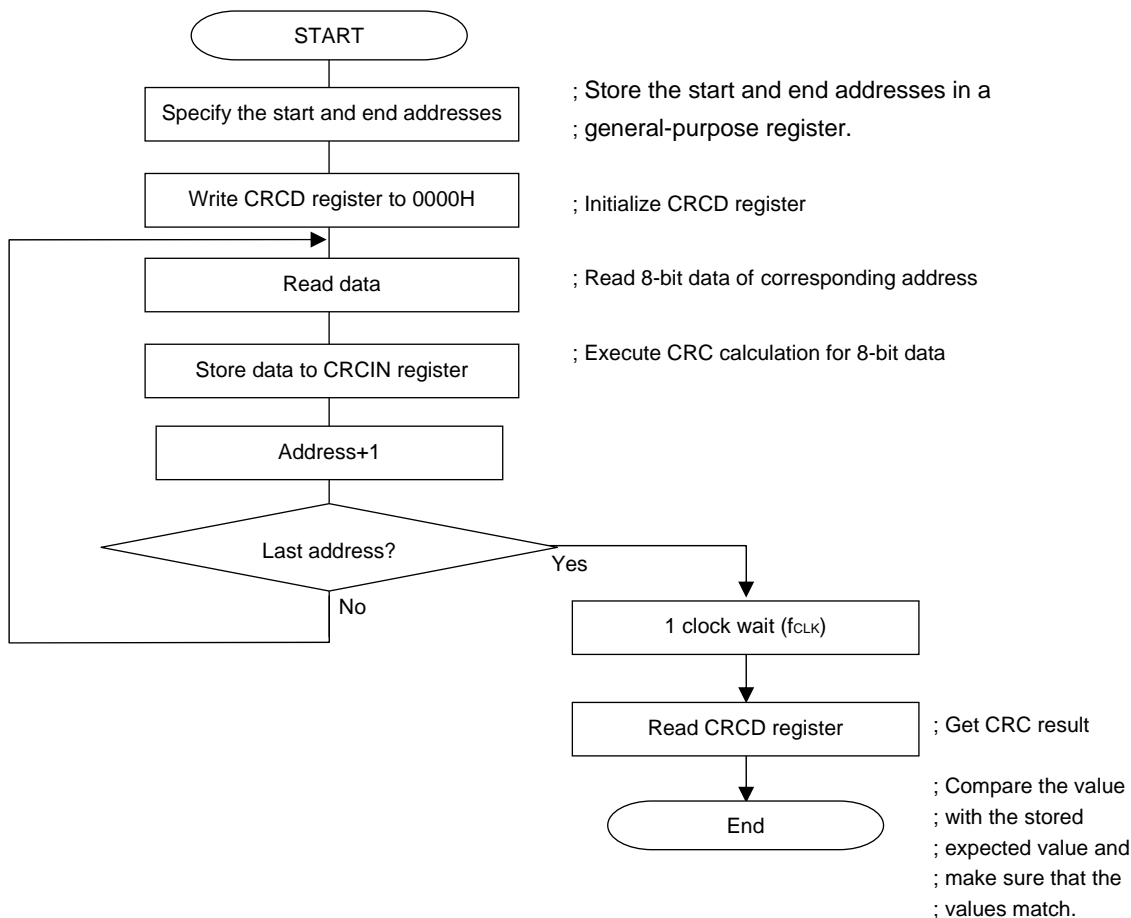 START
Specify the start and end addresses
; Store the start and end addresses in a
; general-purpose register.
Write CRCD register to 0000H
; Initialize CRCD register
Read data
; Read 8-bit data of corresponding address
Store data to CRCIN register
; Execute CRC calculation for 8-bit data
Address+1
Last address?
Yes
No
1 clock wait (fCLK)
Read CRCD register
; Get CRC result
End
; Compare the value
; with the stored
; expected value and
; make sure that the
; values match.